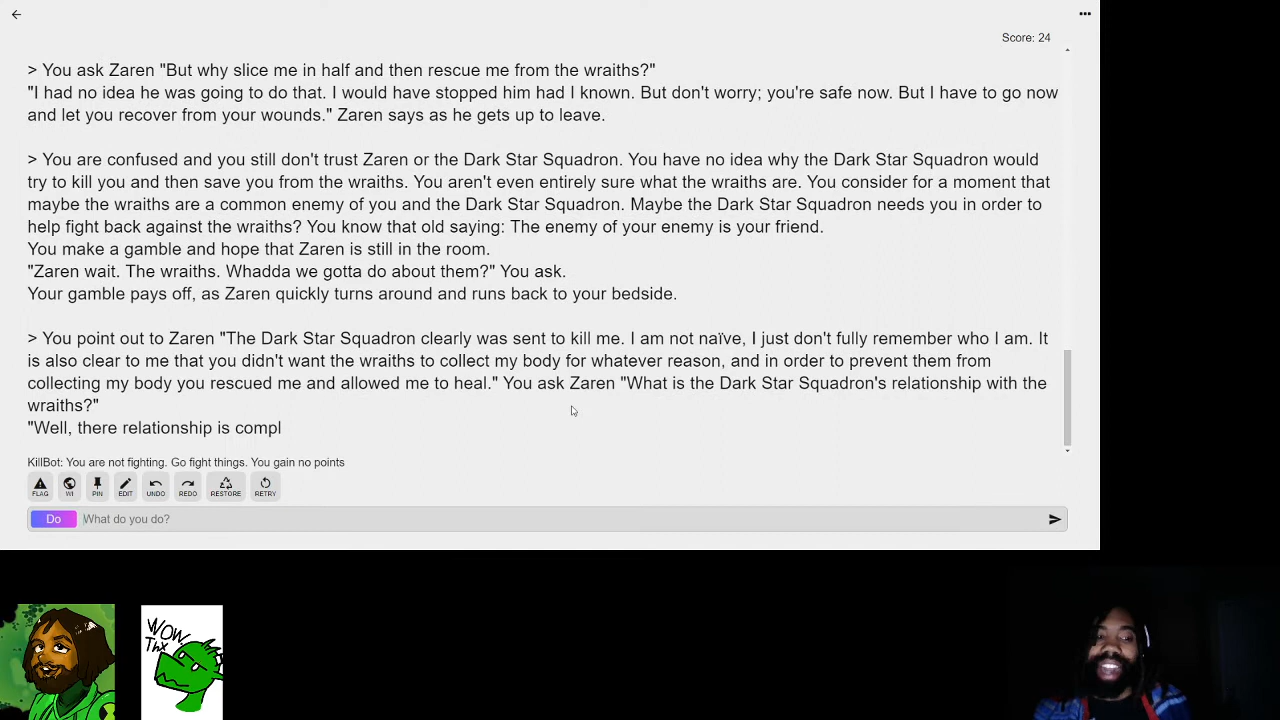 Score: 24
> You ask Zaren "But why slice me in half and then rescue me from the wraiths?"
"I had no idea he was going to do that. I would have stopped him had I known. But don't worry; you're safe now. But I have to go now
and let you recover from your wounds." Zaren says as he gets up to leave.
> You are confused and you still don't trust Zaren or the Dark Star Squadron. You have no idea why the Dark Star Squadron would
try to kill you and then save you from the wraiths. You aren't even entirely sure what the wraiths are. You consider for a moment that
maybe the wraiths are a common enemy of you and the Dark Star Squadron. Maybe the Dark Star Squadron needs you in order to
help fight back against the wraiths? You know that old saying: The enemy of your enemy is your friend.
You make a gamble and hope that Zaren is still in the room.
"Zaren wait. The wraiths. Whadda we gotta do about them?" You ask.
Your gamble pays off, as Zaren quickly turns around and runs back to your bedside.
> You point out to Zaren "The Dark Star Squadron clearly was sent to kill me. I am not naïve, I just don't fully remember who I am. It
is also clear to me that you didn't want the wraiths to collect my body for whatever reason, and in order to prevent them from
collecting my body you rescued me and allowed me to heal." You ask Zaren "What is the Dark Star Squadron's relationship with the
wraiths?"
"Well, there relationship is compl
KillBot: You are not fighting. Go fight things. You gain no points
FLAG WI PIN EDIT UNDO REDO RESTORE RETRY
Do What do you do?
WOW
Thx